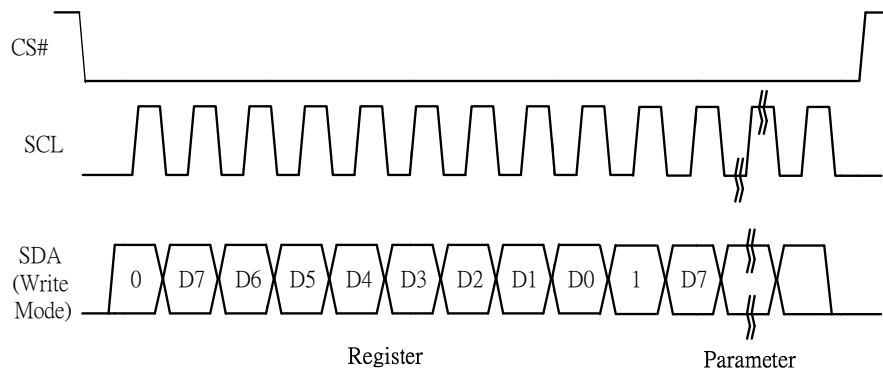 CS#
SCL
SDA
(Write
Mode)
0 D7 D6 D5 D4 D3 D2 D1 D0 1 D7
Register Parameter